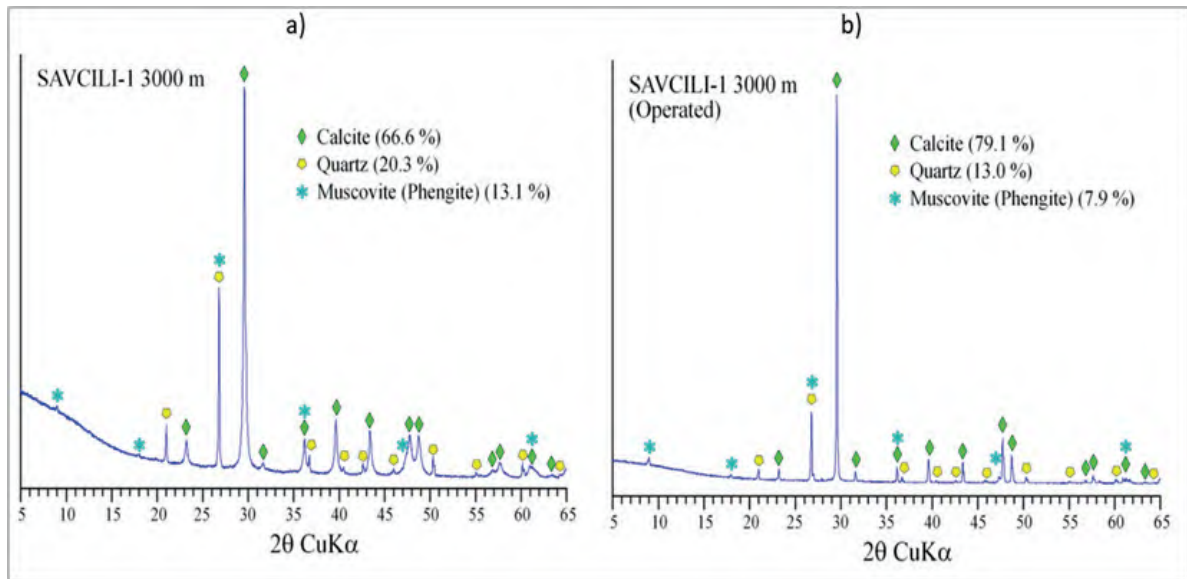 a)
SAVCILI-1 3000 m
Calcite (66.6 %)
Quartz (20.3 %)
Muscovite (Phengite) (13.1 %)
5 10 15 20 25 30 35 40 45 50 55 60 65
2θ CuKα
b)
SAVCILI-1 3000 m
(Operated)
Calcite (79.1 %)
Quartz (13.0 %)
Muscovite (Phengite) (7.9 %)
5 10 15 20 25 30 35 40 45 50 55 60 65
2θ CuKα